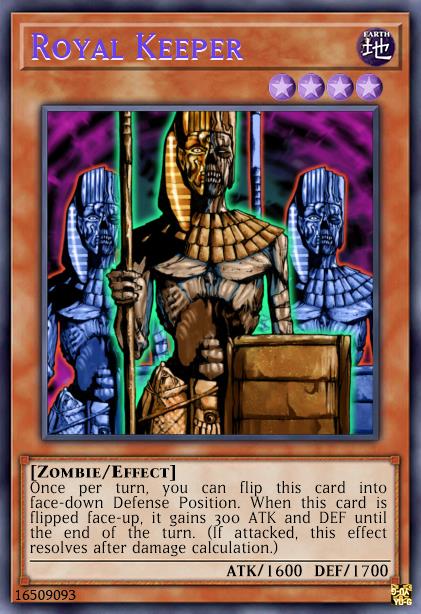 Royal Keeper
EARTH
地
[Zombie/Effect]
Once per turn, you can flip this card into
face-down Defense Position. When this card is
flipped face-up, it gains 300 ATK and DEF until
the end of the turn. (If attacked, this effect
resolves after damage calculation.)
ATK/1600 DEF/1700
16509093